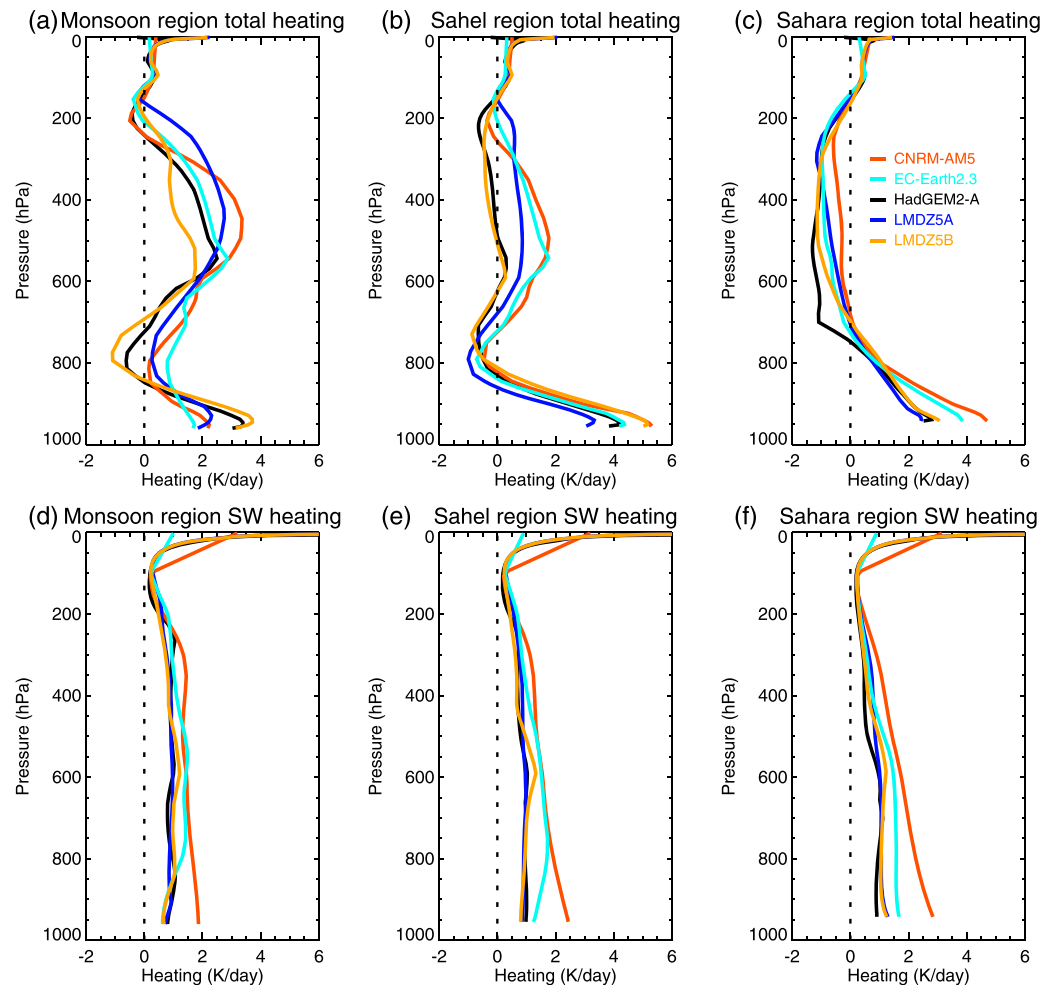 (a) Monsoon region total heating
(b) Sahel region total heating
(c) Sahara region total heating
0
200
400
600
800
1000
Pressure (hPa)
-2 0 2 4 6
Heating (K/day)
0
200
400
600
800
1000
Pressure (hPa)
-2 0 2 4 6
Heating (K/day)
0
200
400
600
800
1000
Pressure (hPa)
CNRM-AM5
EC-Earth2.3
HadGEM2-A
LMDZ5A
LMDZ5B
-2 0 2 4 6
Heating (K/day)
(d) Monsoon region SW heating
(e) Sahel region SW heating
(f) Sahara region SW heating
0
200
400
600
800
1000
Pressure (hPa)
-2 0 2 4 6
Heating (K/day)
0
200
400
600
800
1000
Pressure (hPa)
-2 0 2 4 6
Heating (K/day)
0
200
400
600
800
1000
Pressure (hPa)
-2 0 2 4 6
Heating (K/day)